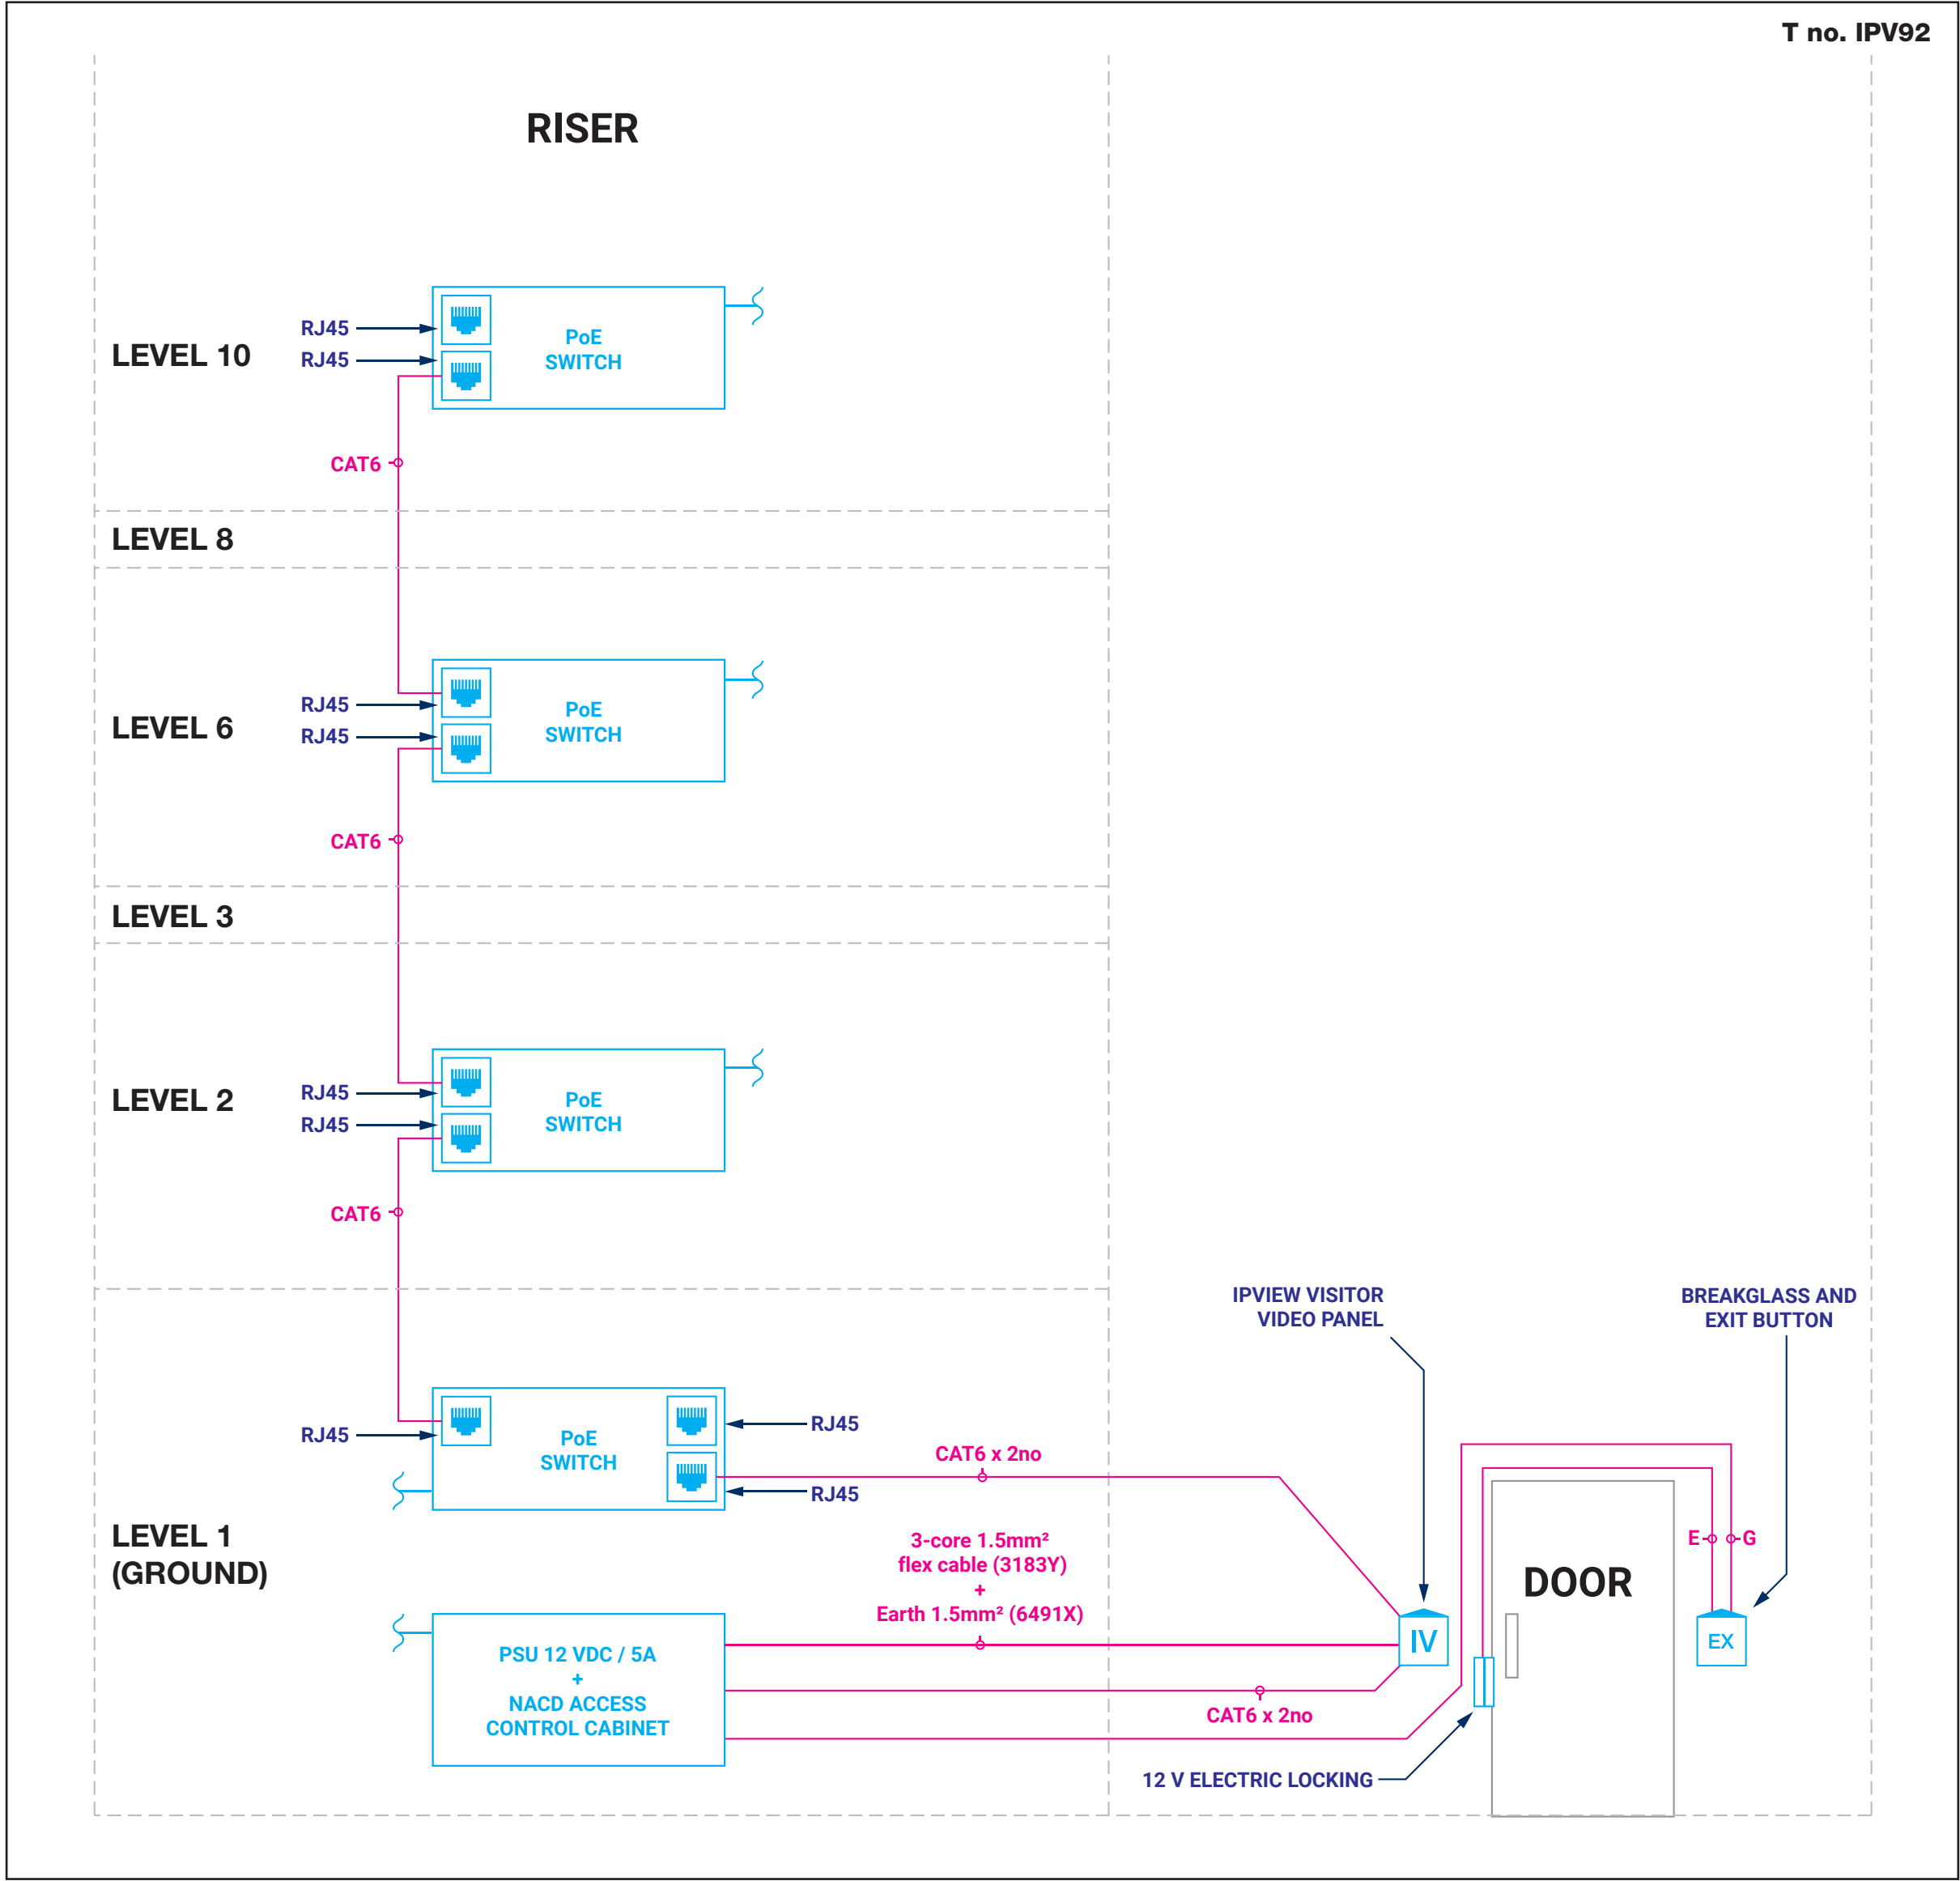 T no. IPV92
RISER
LEVEL 10
RJ45
RJ45
PoE
SWITCH
CAT6
LEVEL 8
LEVEL 6
RJ45
RJ45
PoE
SWITCH
CAT6
LEVEL 3
LEVEL 2
RJ45
RJ45
PoE
SWITCH
CAT6
IPVIEW VISITOR
VIDEO PANEL
BREAKGLASS AND
EXIT BUTTON
LEVEL 1
(GROUND)
RJ45
PoE
SWITCH
RJ45
RJ45
CAT6 x 2no
3-core 1.5mm²
flex cable (3183Y)
+
Earth 1.5mm² (6491X)
E
G
DOOR
IV
EX
PSU 12 VDC / 5A
+
NACD ACCESS
CONTROL CABINET
CAT6 x 2no
12 V ELECTRIC LOCKING